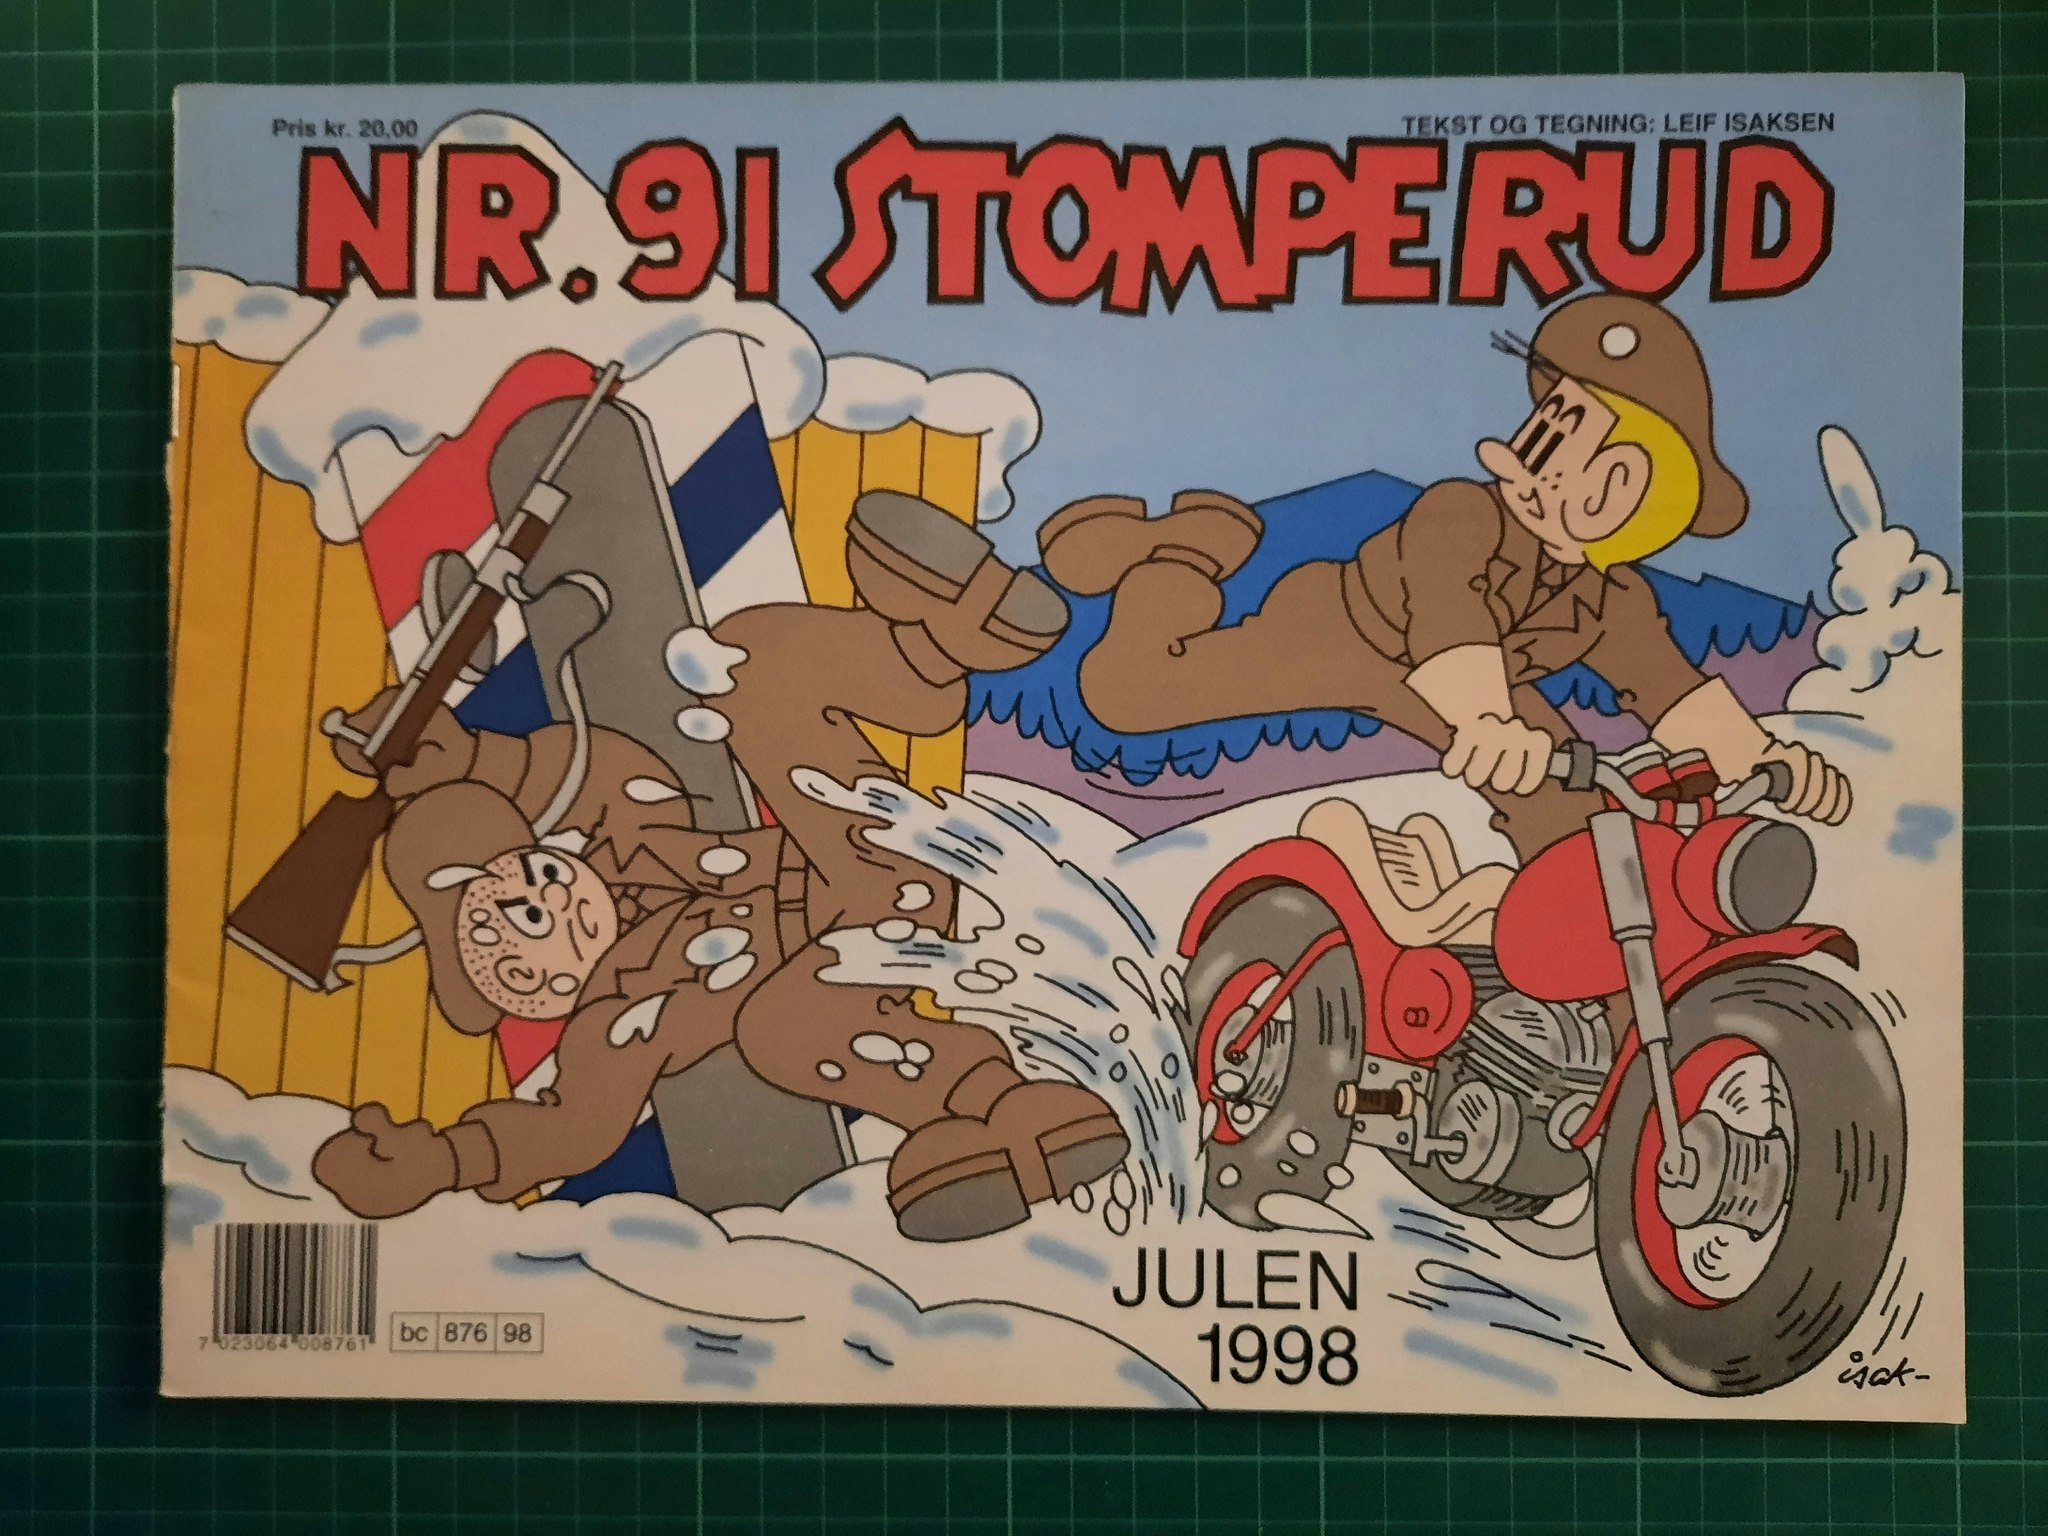 Pris kr. 20,00
TEKST OG TEGNING: LEIF ISAKSEN
NR. 91 STOMPERUD
JULEN
1998
7 023064 008761
bc 876 98
isak-